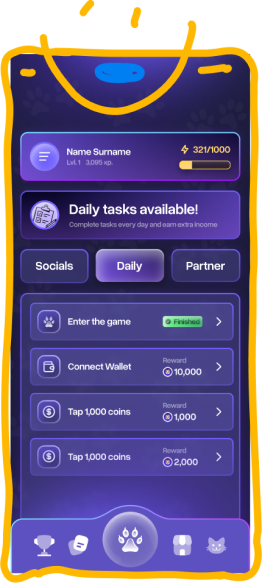 Name Surname
Lvl. 1 3,095 xp.
321/1000
Daily tasks available!
Complete tasks every day and earn extra income
Socials
Daily
Partner
Enter the game
Finished
Connect Wallet
Reward
10,000
Tap 1,000 coins
Reward
1,000
Tap 1,000 coins
Reward
2,000